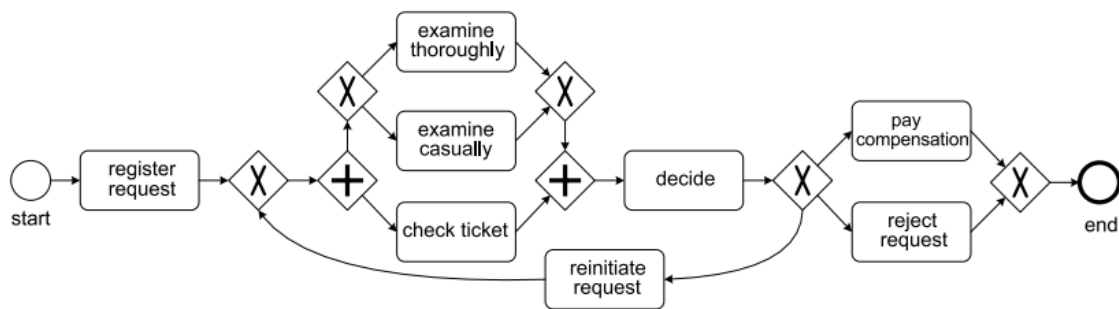 examine
thoroughly
examine
casually
pay
compensation
register
request
decide
start
check ticket
reject
request
end
reinitiate
request